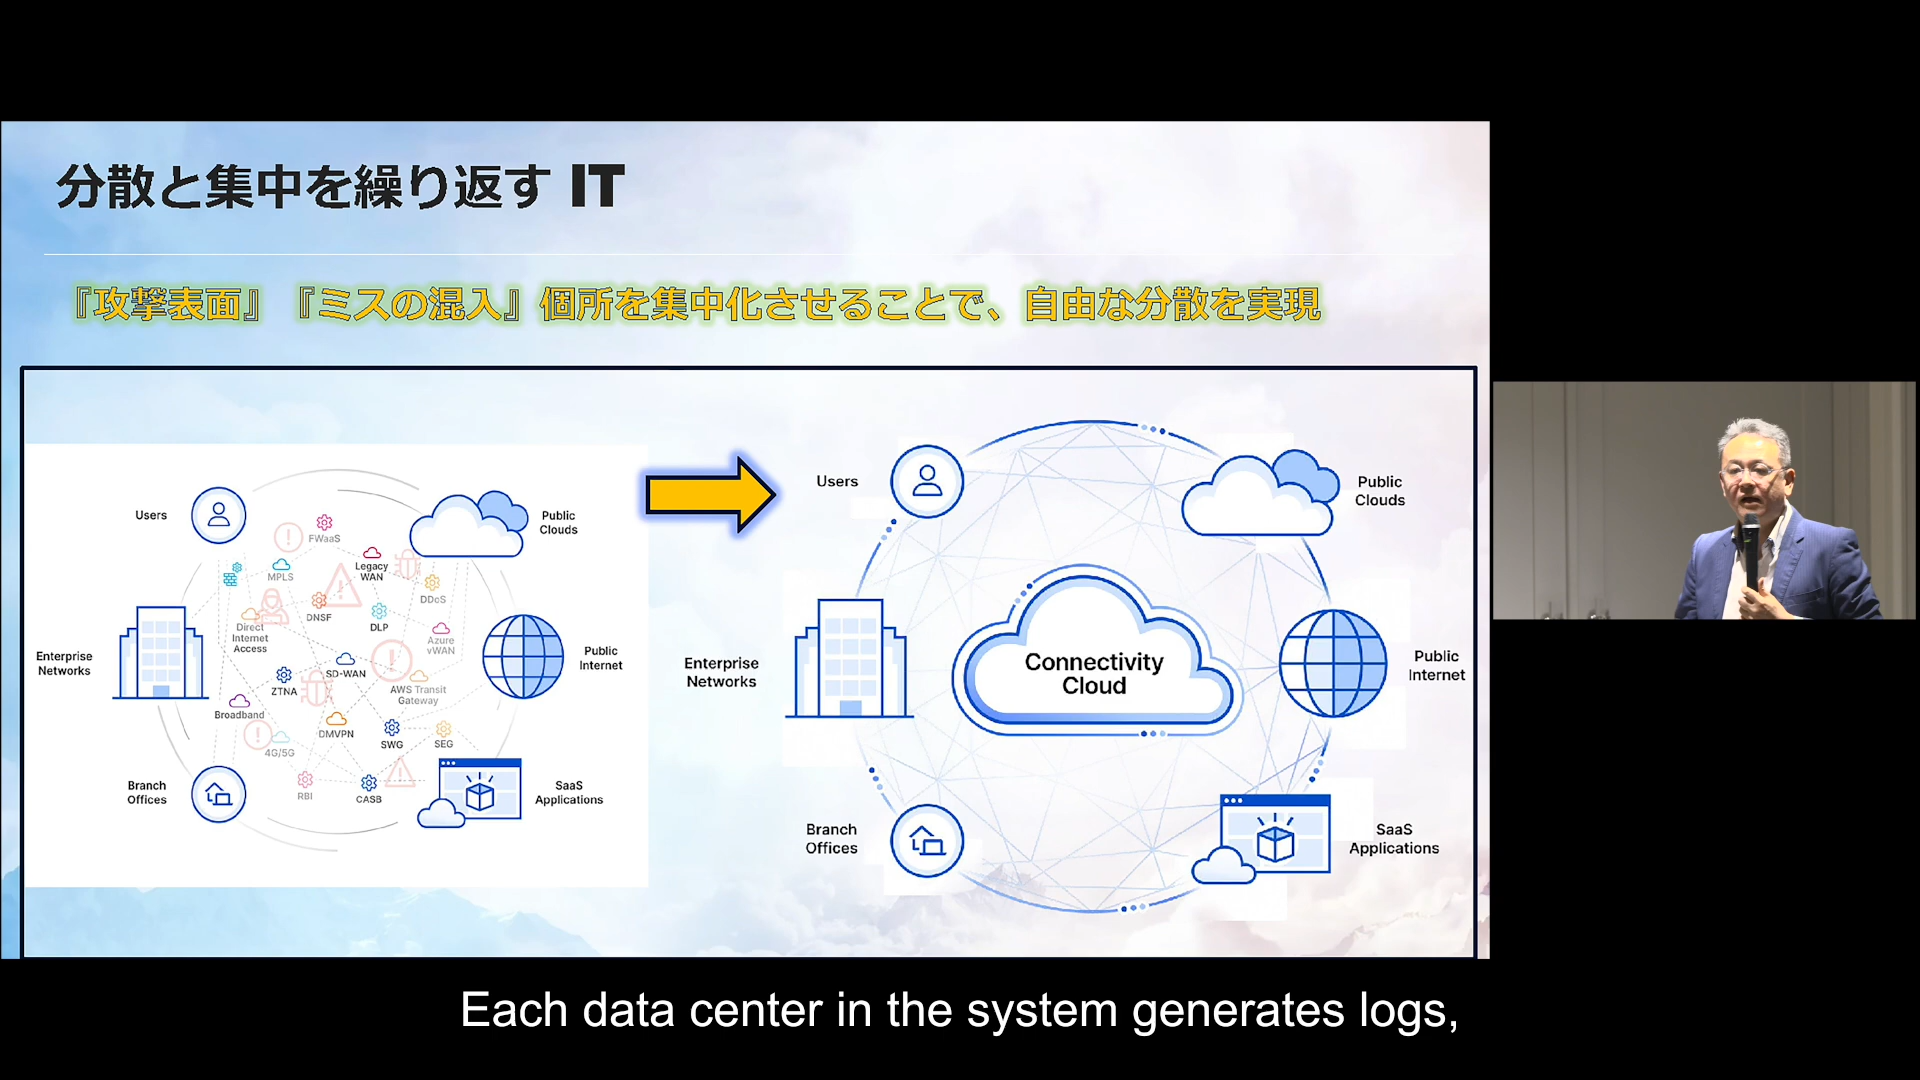 分散と集中を繰り返す IT
『攻撃表面』『ミスの混入』個所を集中化させることで、自由な分散を実現
Users
Public
Clouds
Enterprise
Networks
Public
Internet
Branch
Offices
SaaS
Applications
FWaaS
MPLS
Legacy
WAN
DDoS
DNSF
DLP
Direct
Internet
Access
Azure
vWAN
SD-WAN
ZTNA
AWS Transit
Gateway
Broadband
DMVPN
SWG
SEG
4G/5G
RBI
CASB
Users
Public
Clouds
Enterprise
Networks
Connectivity
Cloud
Public
Internet
Branch
Offices
SaaS
Applications
Each data center in the system generates logs,